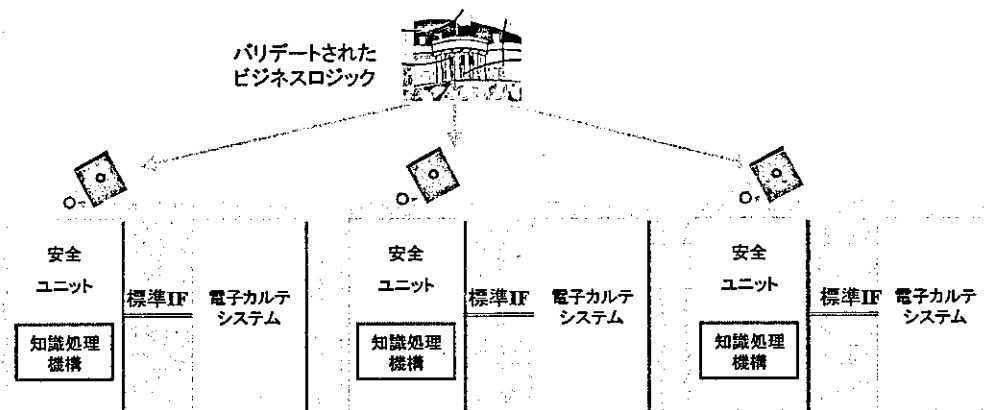 バリデートされた
ビジネスロジック
安全
ユニット
標準IF
電子カルテ
システム
知識処理
機構
安全
ユニット
標準IF
電子カルテ
システム
知識処理
機構
安全
ユニット
標準IF
電子カルテ
システム
知識処理
機構